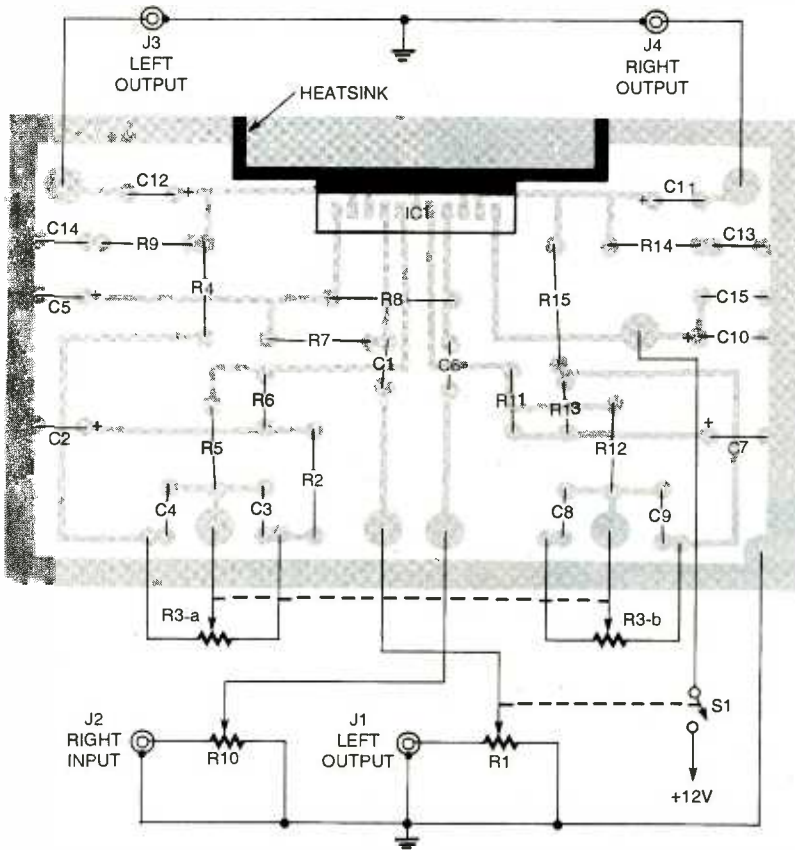 J3
LEFT
OUTPUT
J4
RIGHT
OUTPUT
HEATSINK
C12
+
IC1
+
C11
C14
R9
R14
C13
R4
C5
+
R8
R15
C15
+
C10
R7
C1
C6
R6
R11
R13
C2
+
R5
R2
R12
+
C7
C4
C3
C8
C9
R3-a
R3-b
J2
RIGHT
INPUT
R10
J1
LEFT
OUTPUT
R1
S1
+12V